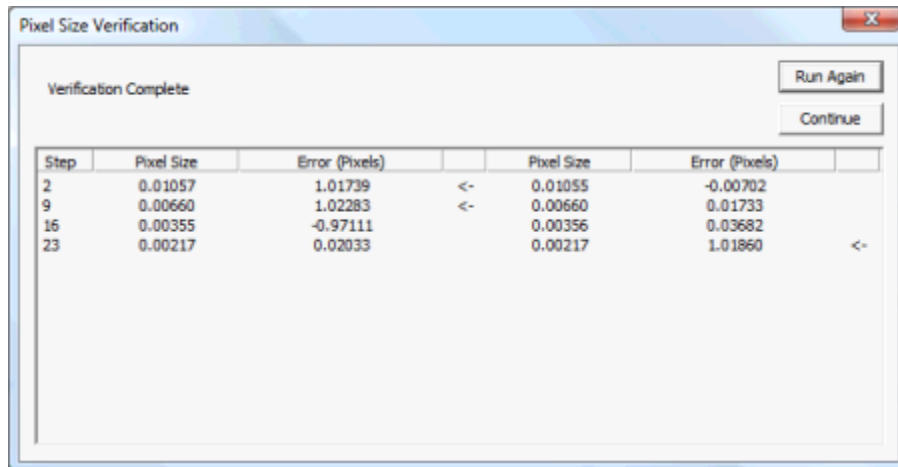 Pixel Size Verification
Verification Complete
Run Again
Continue
Step Pixel Size Error (Pixels) Pixel Size Error (Pixels)
2 0.01057 1.01739 <- 0.01055 -0.00702
9 0.00660 1.02283 <- 0.00660 0.01733
16 0.00355 -0.97111 0.00356 0.03682
23 0.00217 0.02033 0.00217 1.01860 <-